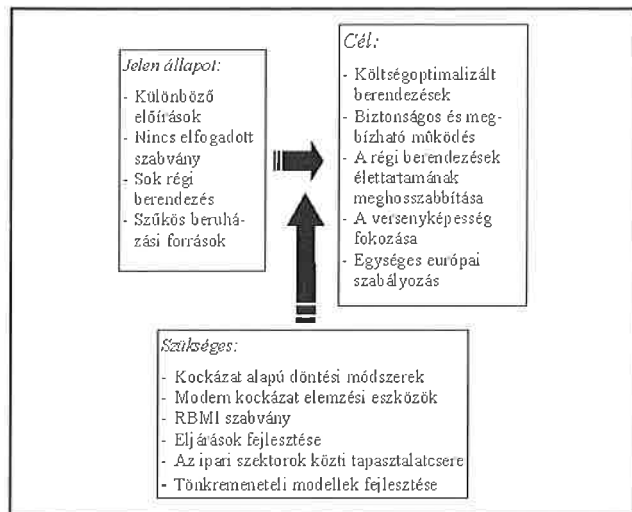 Jelen állapot:
- Különböző
előírások
- Nincs elfogadott
szabvány
- Sok régi
berendezés
- Szűkös beruhá-
zási források
Cél:
- Költségoptimalizált
berendezések
- Biztonságos és meg-
bízható működés
- A régi berendezések
élettartamának
meghosszabbítása
- A versenyképesség
fokozása
- Egységes európai
szabályozás
Szükséges:
- Kockázat alapú döntési módszerek
- Modern kockázat elemzési eszközök
- RBMI szabvány
- Eljárások fejlesztése
- Az ipari szektorok közti tapasztalatcsere
- Tönkremeneteli modellek fejlesztése